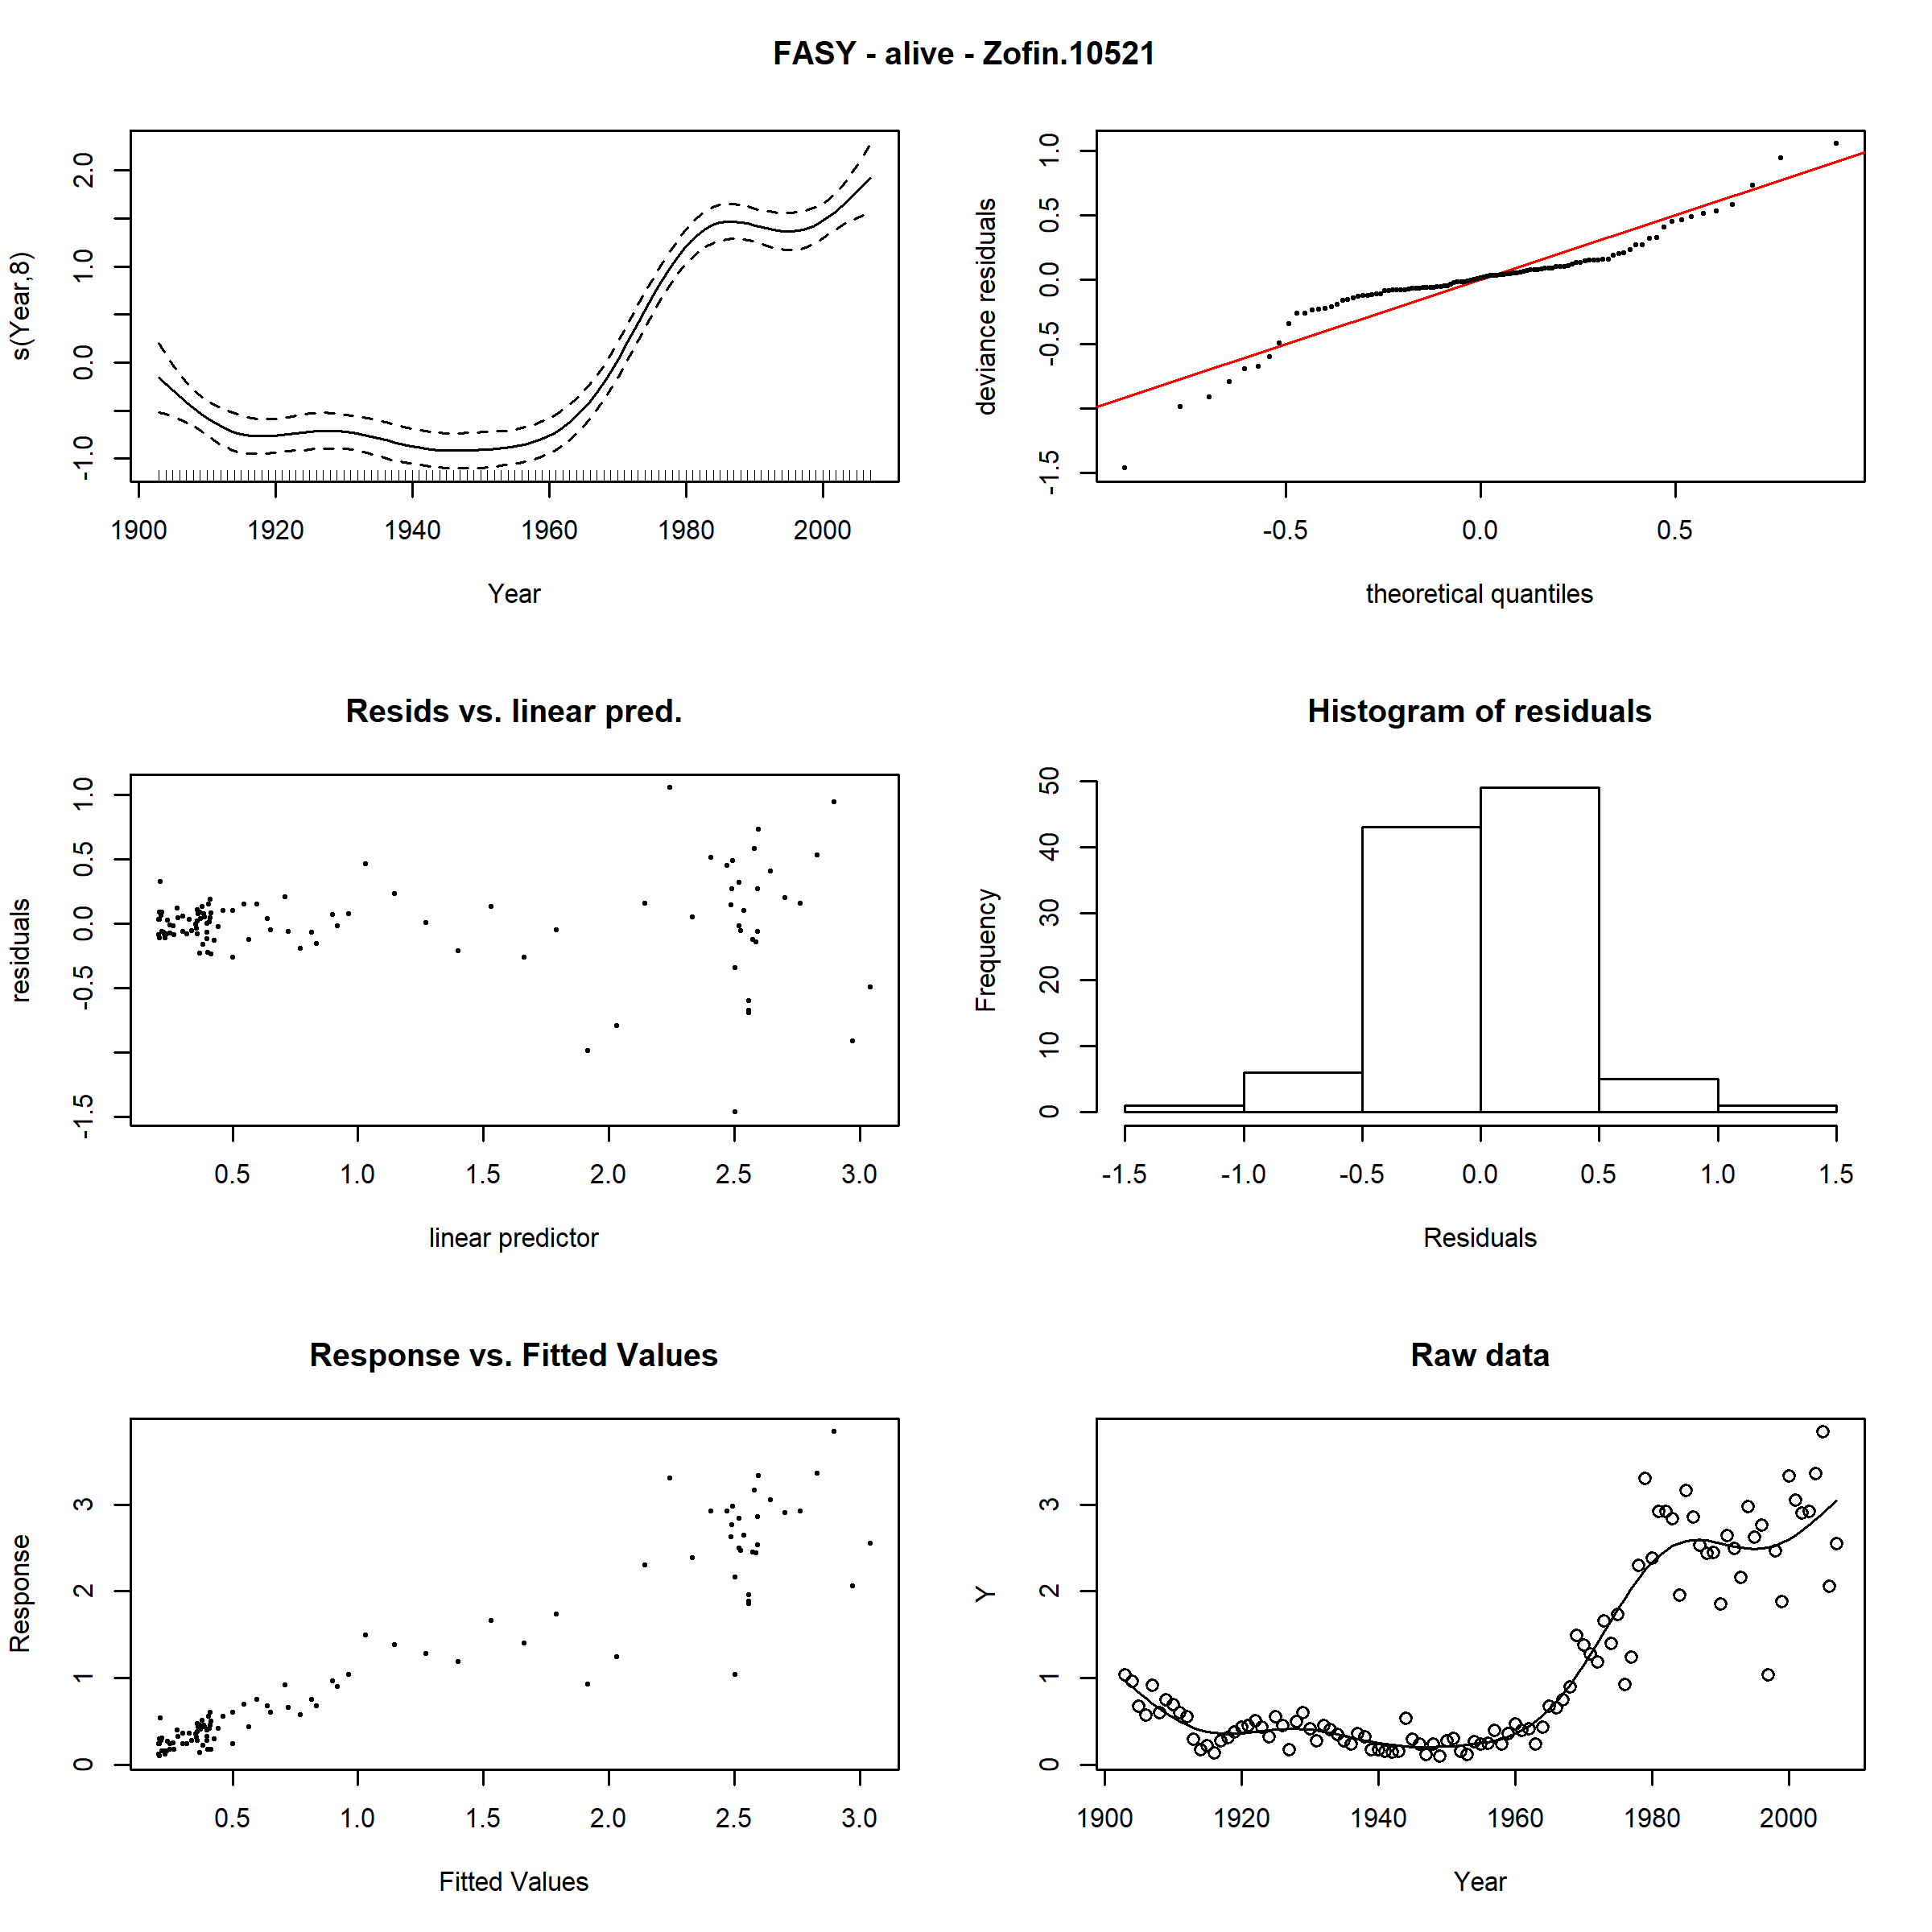 FASY - alive - Zofin.10521
s(Year,8)
-1.0 0.0 1.0 2.0
1900 1920 1940 1960 1980 2000
Year
deviance residuals
-1.5 -0.5 0.0 0.5 1.0
-0.5 0.0 0.5
theoretical quantiles
Resids vs. linear pred.
residuals
-1.5 -0.5 0.0 0.5 1.0
0.5 1.0 1.5 2.0 2.5 3.0
linear predictor
Histogram of residuals
Frequency
0 10 20 30 40 50
-1.5 -1.0 -0.5 0.0 0.5 1.0 1.5
Residuals
Response vs. Fitted Values
Response
0 1 2 3
0.5 1.0 1.5 2.0 2.5 3.0
Fitted Values
Raw data
Y
0 1 2 3
1900 1920 1940 1960 1980 2000
Year